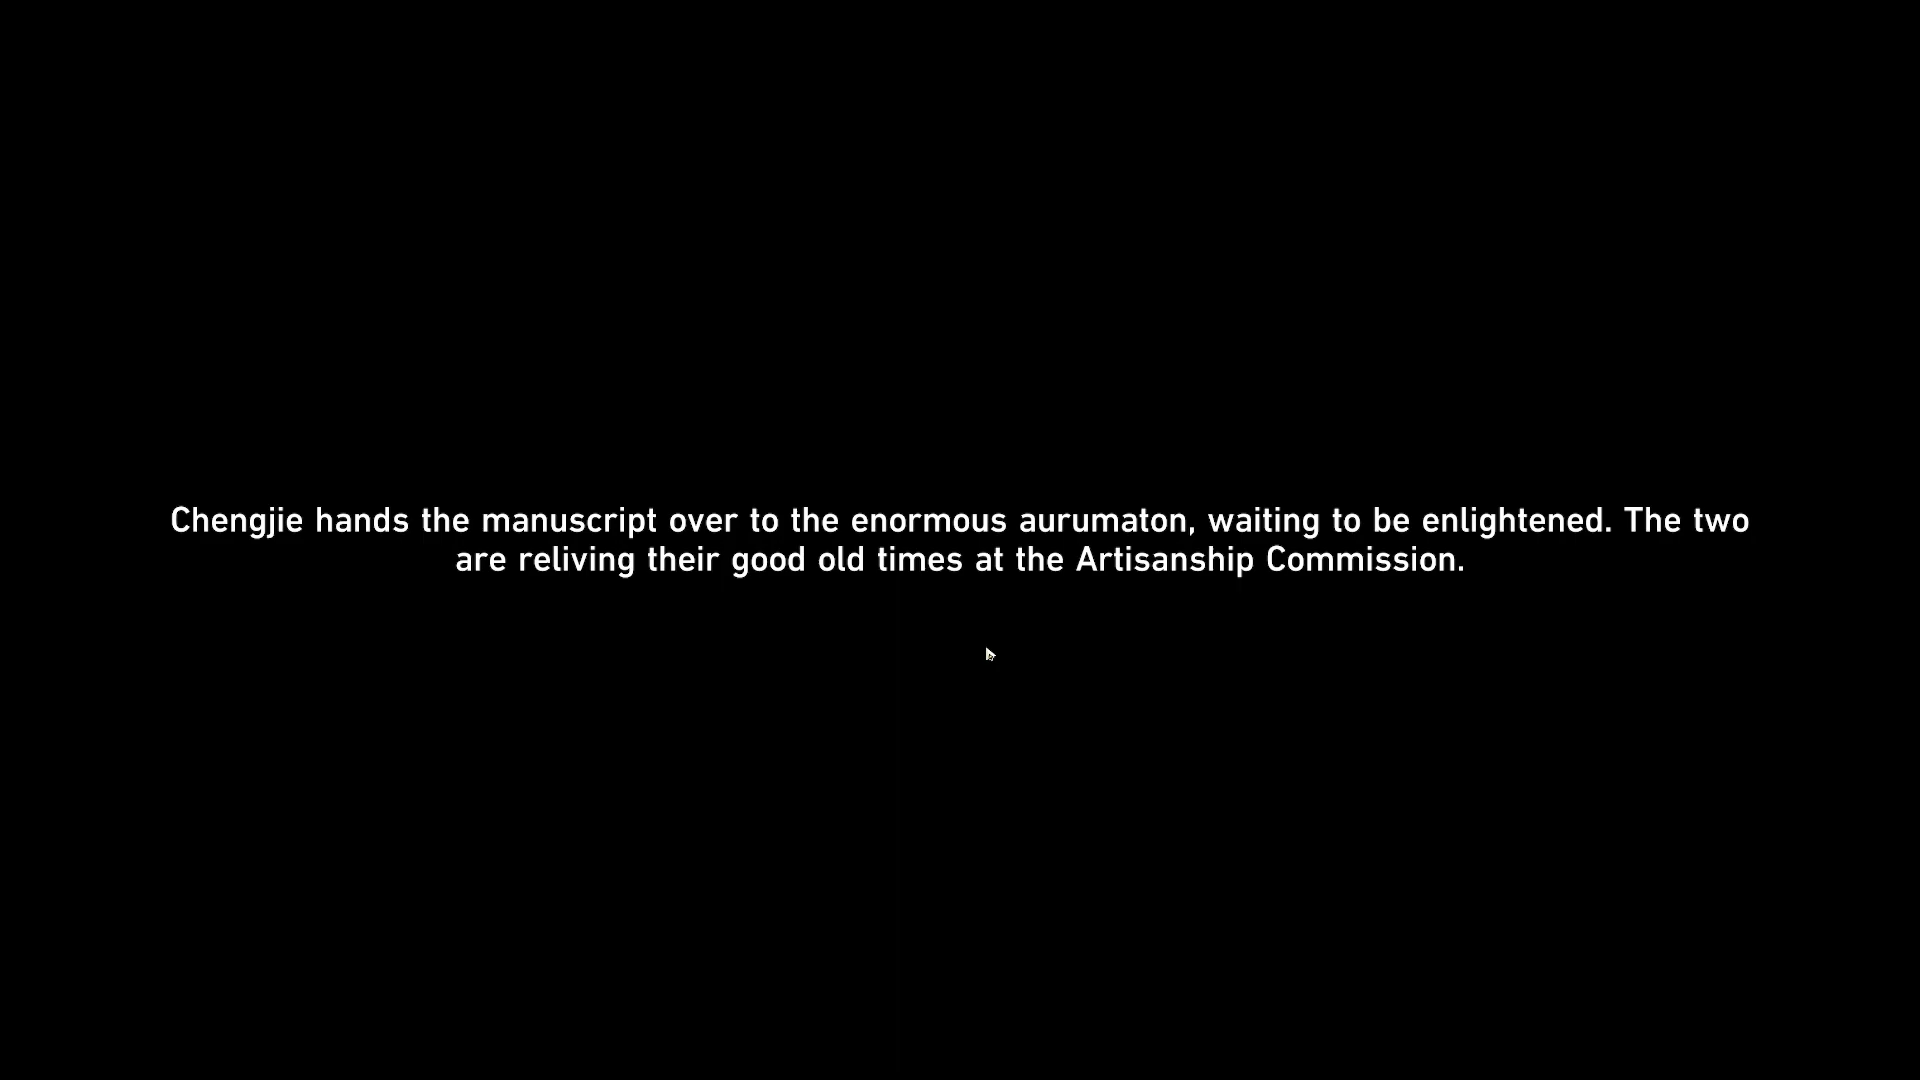 Chengjie hands the manuscript over to the enormous aurumaton, waiting to be enlightened. The two
are reliving their good old times at the Artisanship Commission.